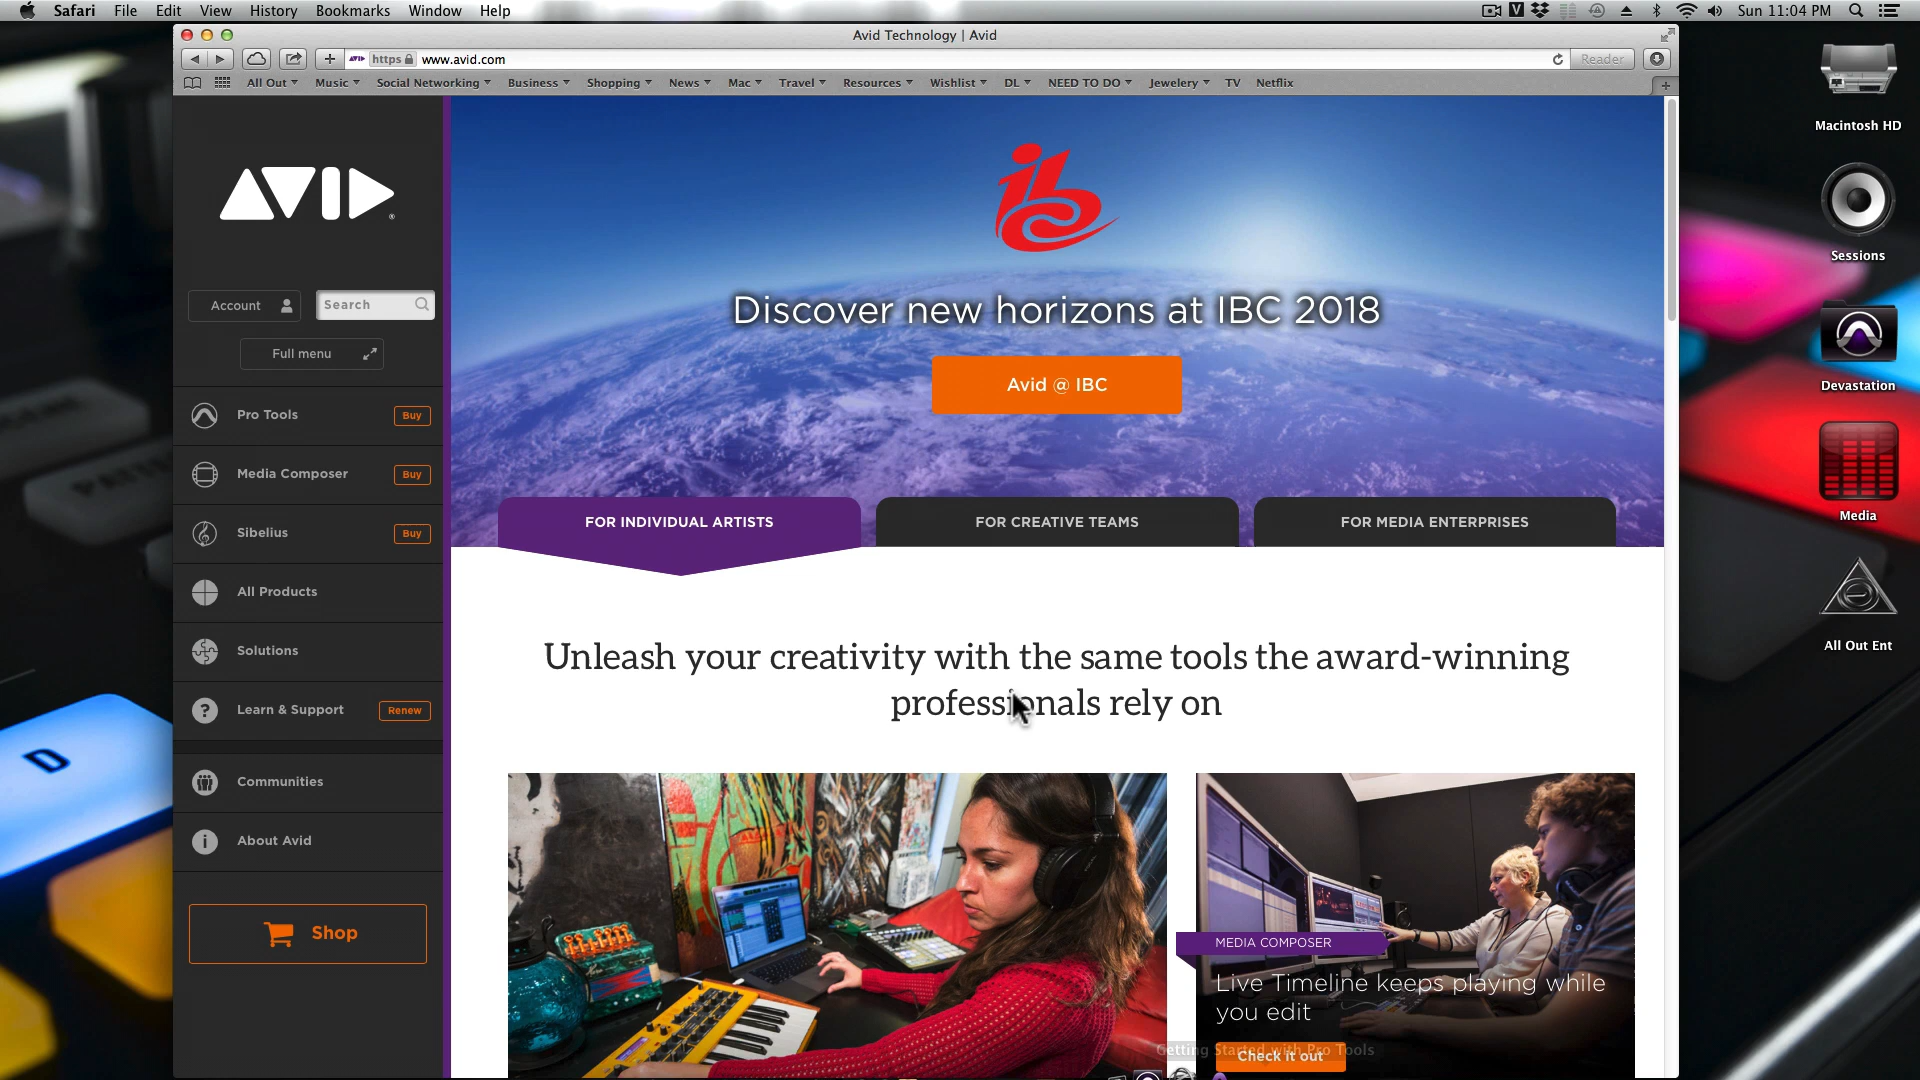 Safari File Edit View History Bookmarks Window Help
Sun 11:04 PM
Avid Technology | Avid
https www.avid.com
Reader
All Out Music Social Networking Business Shopping News Mac Travel Resources Wishlist DL NEED TO DO Jewelery TV Netflix
AVID
Account Search
Full menu
Pro Tools Buy
Media Composer Buy
Sibelius Buy
All Products
Solutions
Learn & Support Renew
Communities
About Avid
Shop
Discover new horizons at IBC 2018
Avid @ IBC
FOR INDIVIDUAL ARTISTS FOR CREATIVE TEAMS FOR MEDIA ENTERPRISES
Unleash your creativity with the same tools the award-winning
professionals rely on
MEDIA COMPOSER
Live Timeline keeps playing while
you edit
Check it out
Getting Started with Pro Tools
Macintosh HD
Sessions
Devastation
Media
All Out Ent
D